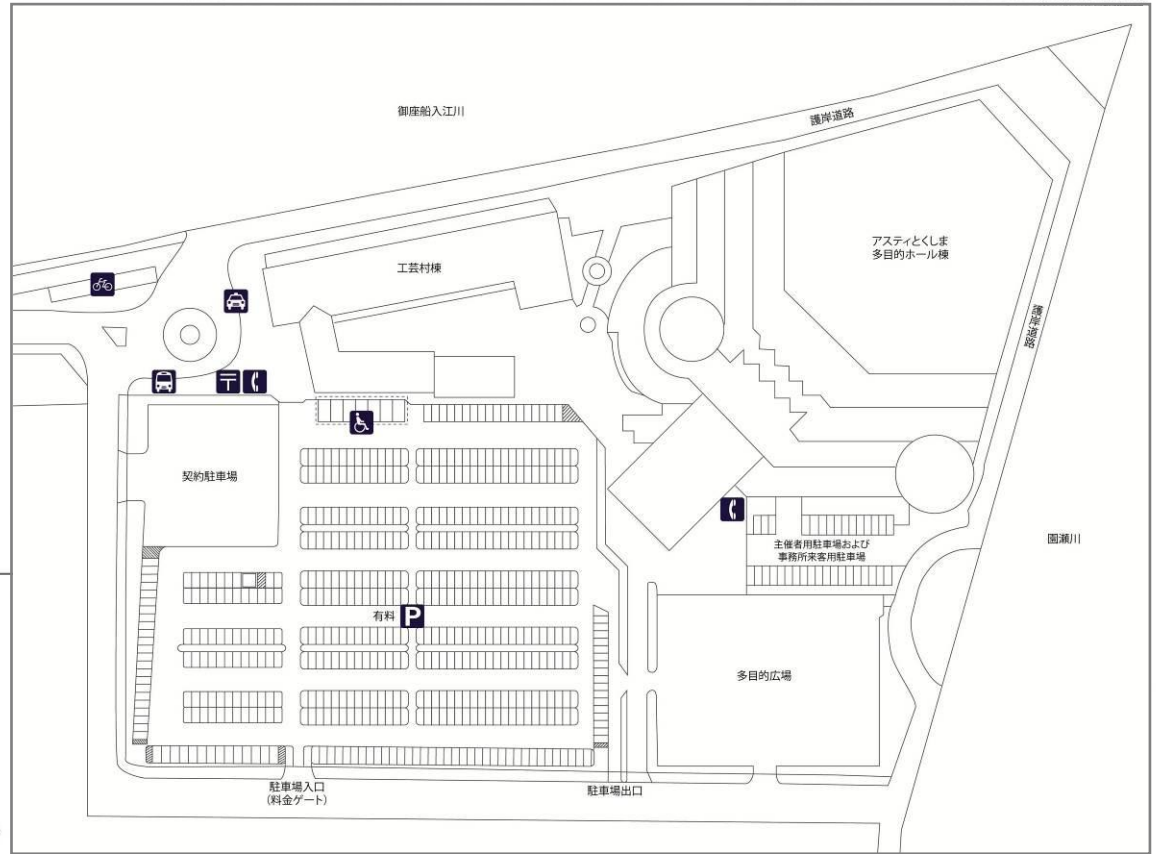 御座船入江川
護岸道路
アスティとくしま
多目的ホール棟
工芸村棟
護岸道路
契約駐車場
主催者用駐車場および
事務所来客用駐車場
園瀬川
有料 P
多目的広場
駐車場入口
(料金ゲート)
駐車場出口